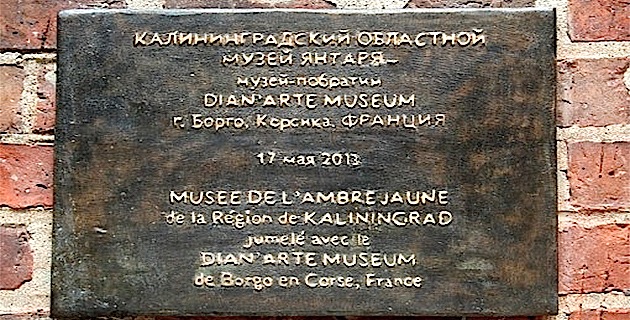 КАЛИНИНГРАДСКИЙ ОБЛАСТНОЙ
МУЗЕЙ ЯНТАРЯ—
музей-побратим
DIAN'ARTE MUSEUM
г. Борго, Корсика, ФРАНЦИЯ
17 мая 2013
MUSEE DE L'AMBRE JAUNE
de la Région de KALININGRAD
jumelé avec le
DIAN'ARTE MUSEUM
de Borgo en Corse, France